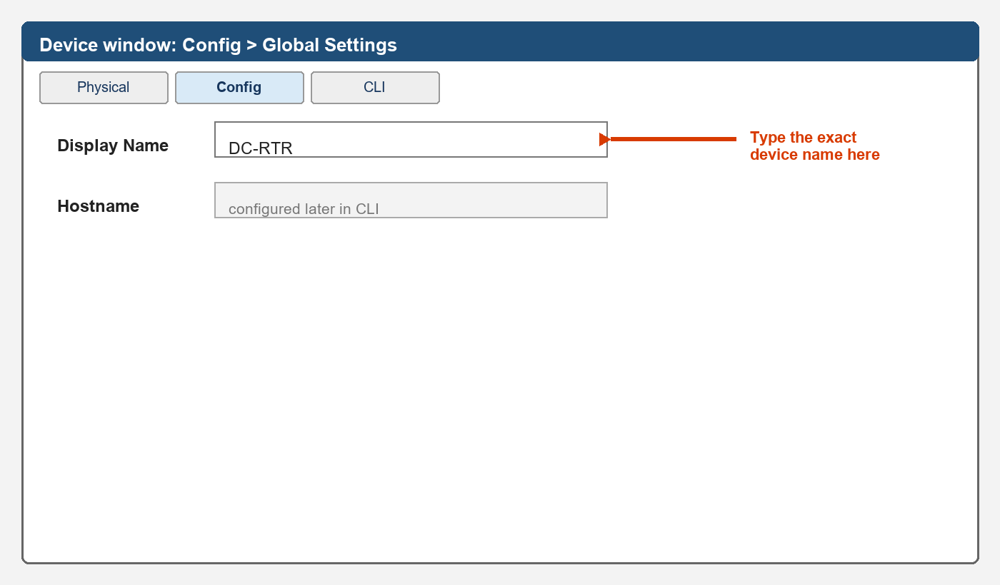 Device window: Config > Global Settings
Physical
Config
CLI
Display Name
DC-RTR
Type the exact
device name here
Hostname
configured later in CLI